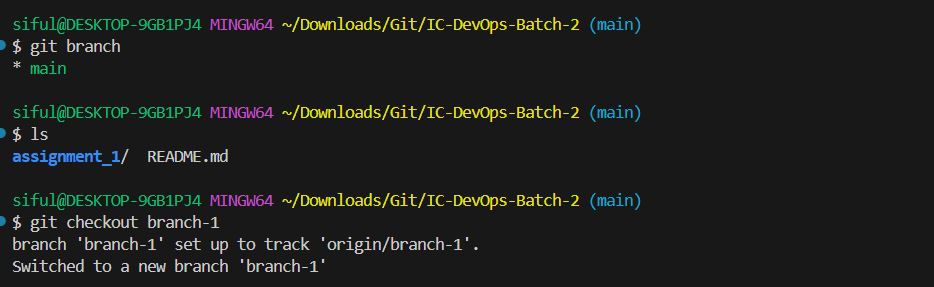 siful@DESKTOP-9GB1PJ4 MINGW64 ~/Downloads/Git/IC-DevOps-Batch-2 (main)
$ git branch
* main
siful@DESKTOP-9GB1PJ4 MINGW64 ~/Downloads/Git/IC-DevOps-Batch-2 (main)
$ ls
assignment_1/  README.md
siful@DESKTOP-9GB1PJ4 MINGW64 ~/Downloads/Git/IC-DevOps-Batch-2 (main)
$ git checkout branch-1
branch 'branch-1' set up to track 'origin/branch-1'.
Switched to a new branch 'branch-1'